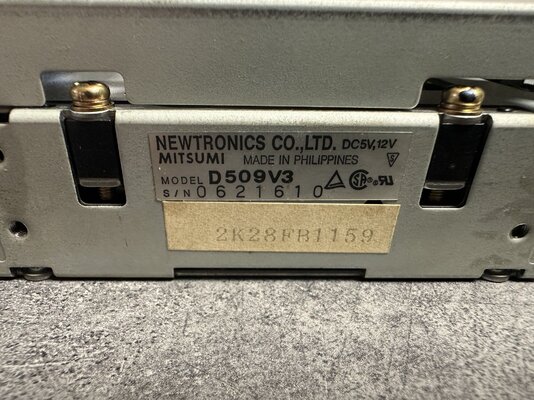 NEWTRONICS CO.,LTD. DC5V,12V
MITSUMI MADE IN PHILIPPINES S
MODEL D509V3
S/N 0621610
2K28FB1159